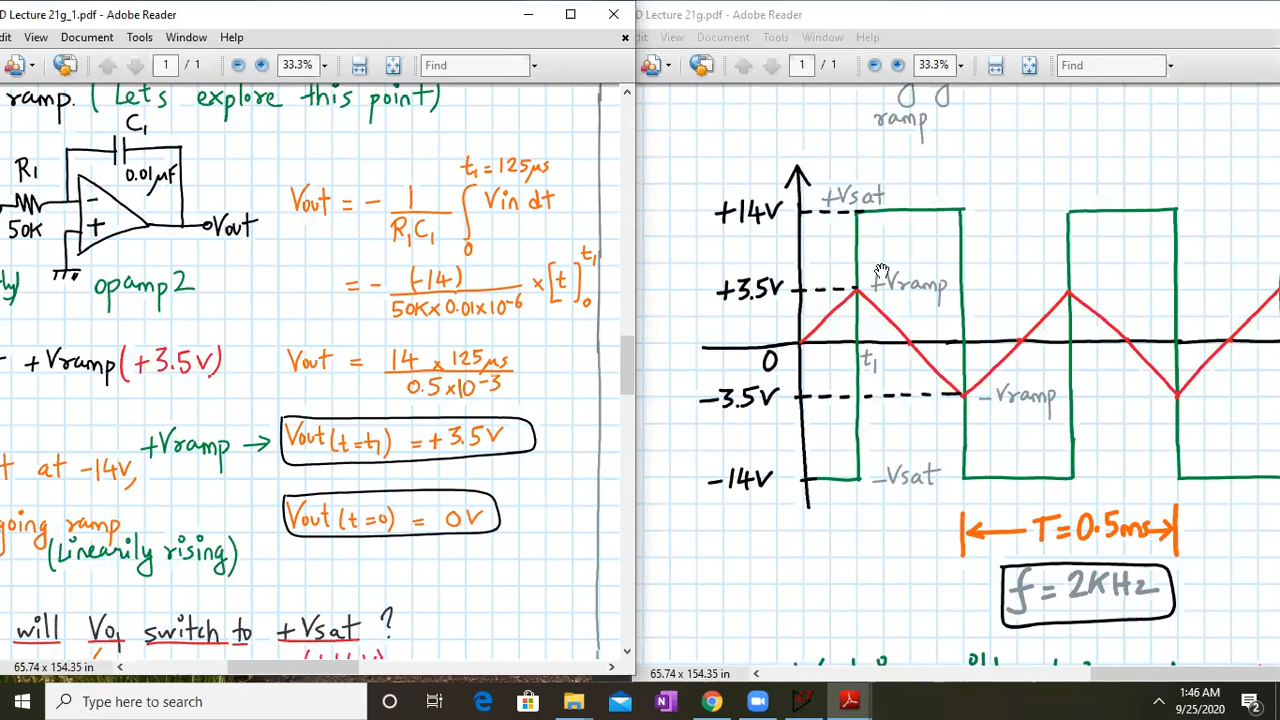 D Lecture 21g_1.pdf - Adobe Reader
dit View Document Tools Window Help
1 / 1 33.3% Find
ramp. (Lets explore this point)
C1
R1
0.01μF
50K
-
+
Vout
opamp2
Vout = - 1/R1C1 ∫ Vin dt
t1 = 125μs
0
= - (-14) / 50K×0.01×10-6 × [t] t1 0
+Vramp(+3.5V)
Vout = 14 × 125μs / 0.5×10-3
+Vramp → Vout(t=t1) = +3.5V
t at -14V,
Vout(t=0) = 0V
going ramp
(Linearily rising)
will Vo1 switch to +Vsat ?
65.74 x 154.35 in
D Lecture 21g.pdf - Adobe Reader
dit View Document Tools Window Help
1 / 1 33.3% Find
ramp
+Vsat
+14V
+3.5V
+Vramp
0
t1
-3.5V
-Vramp
-14V
-Vsat
T=0.5ms
f = 2KHz
65.74 x 154.35 in
Type here to search
1:46 AM
9/25/2020
2